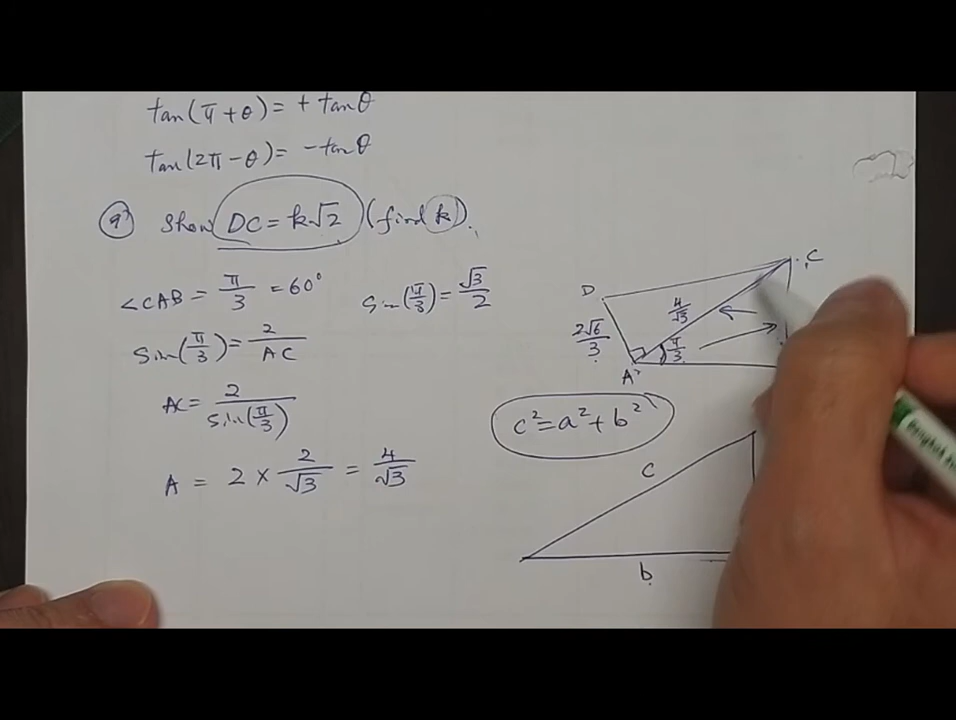 tan(π+θ) = + tanθ
tan(2π-θ) = -tanθ
a) Show DC = k√2 (find k).
∠CAB = π/3 = 60°
sin(π/3) = √3/2
sin(π/3) = 2/AC
AC = 2/sin(π/3)
A = 2 × 2/√3 = 4/√3
C
D
4/√3
2√6/3
π/3
A
c² = a² + b²
c
b